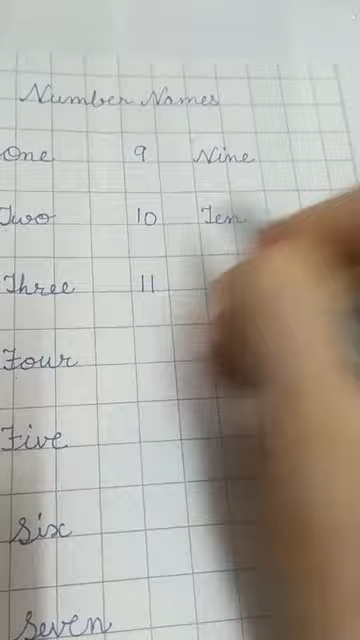 Number Names
One 9 Nine
Two 10 Ten
Three 11
Four
Five
Six
Seven